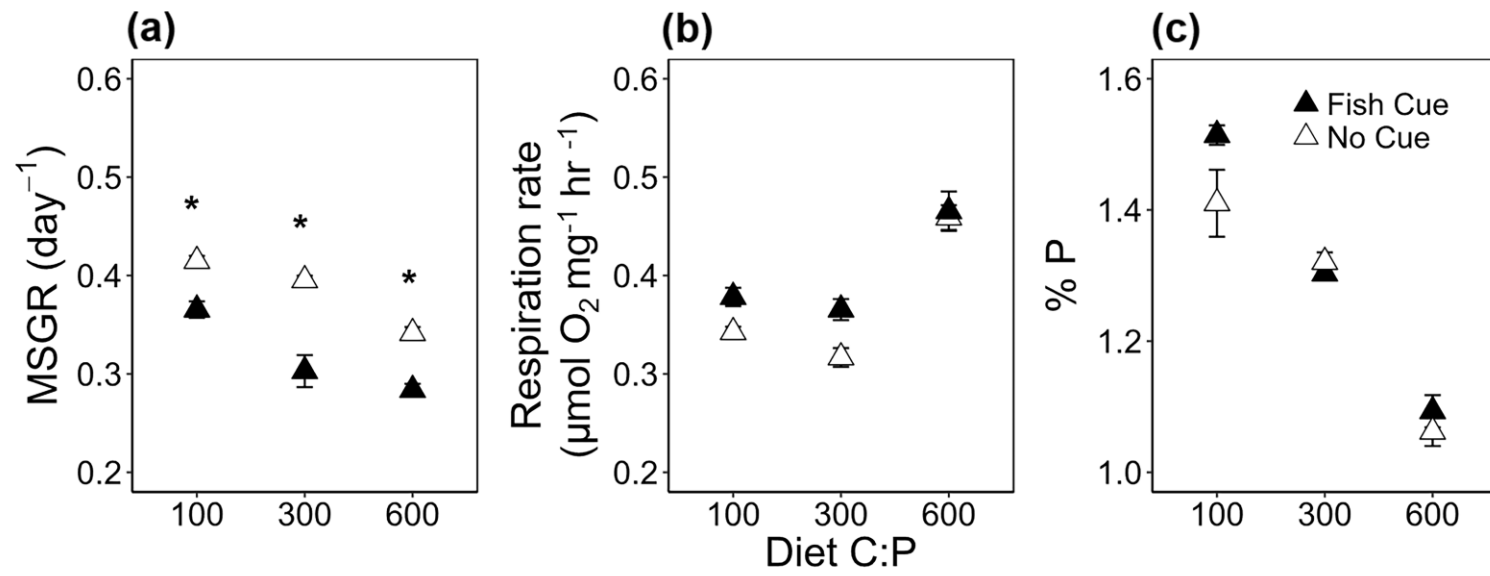 (a)
MSGR (day⁻¹)
0.6
0.5
0.4
0.3
0.2
*
*
*
100
300
600
(b)
Respiration rate
(μmol O₂ mg⁻¹ hr ⁻¹)
0.6
0.5
0.4
0.3
0.2
100
300
600
Diet C:P
(c)
% P
1.6
1.4
1.2
1.0
Fish Cue
No Cue
100
300
600